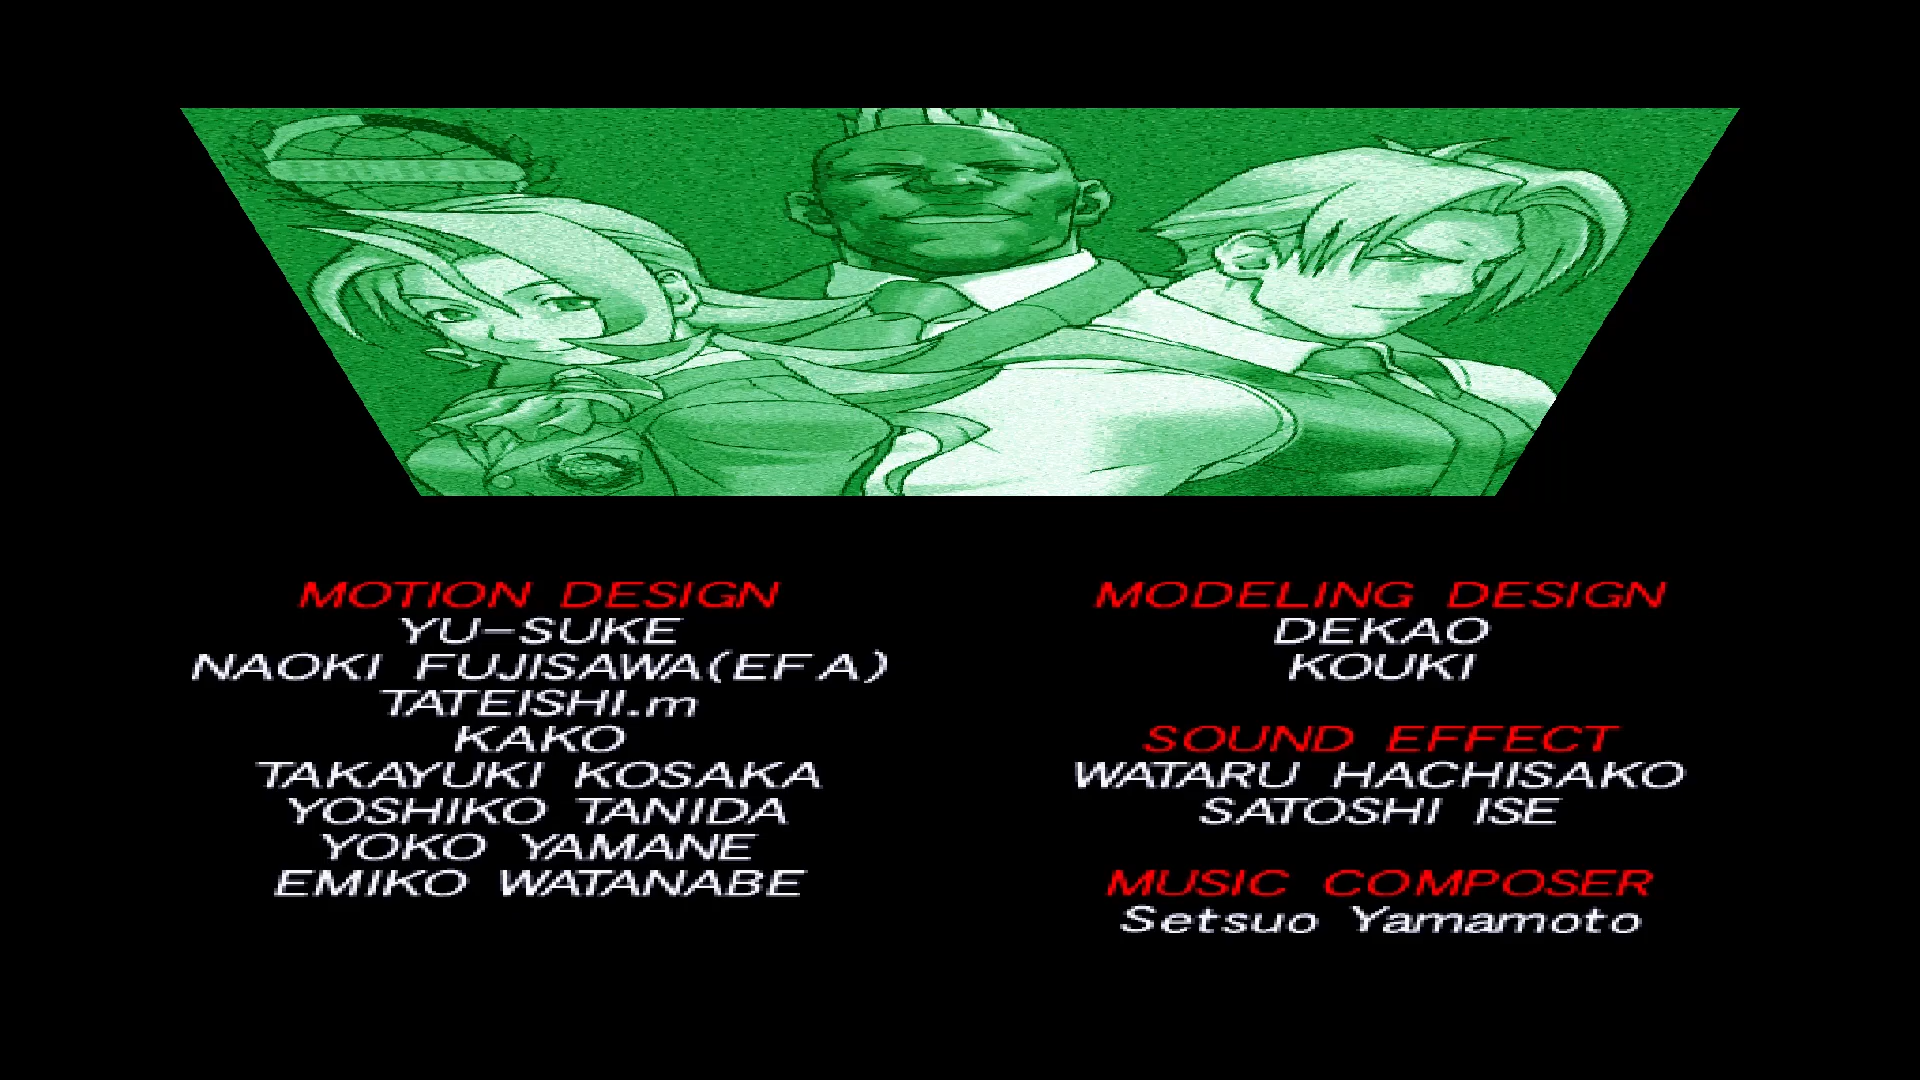 MOTION DESIGN
YU-SUKE
NAOKI FUJISAWA(EFA)
TATEISHI.m
KAKO
TAKAYUKI KOSAKA
YOSHIKO TANIDA
YOKO YAMANE
EMIKO WATANABE
MODELING DESIGN
DEKAO
KOUKI
SOUND EFFECT
WATARU HACHISAKO
SATOSHI ISE
MUSIC COMPOSER
Setsuo Yamamoto